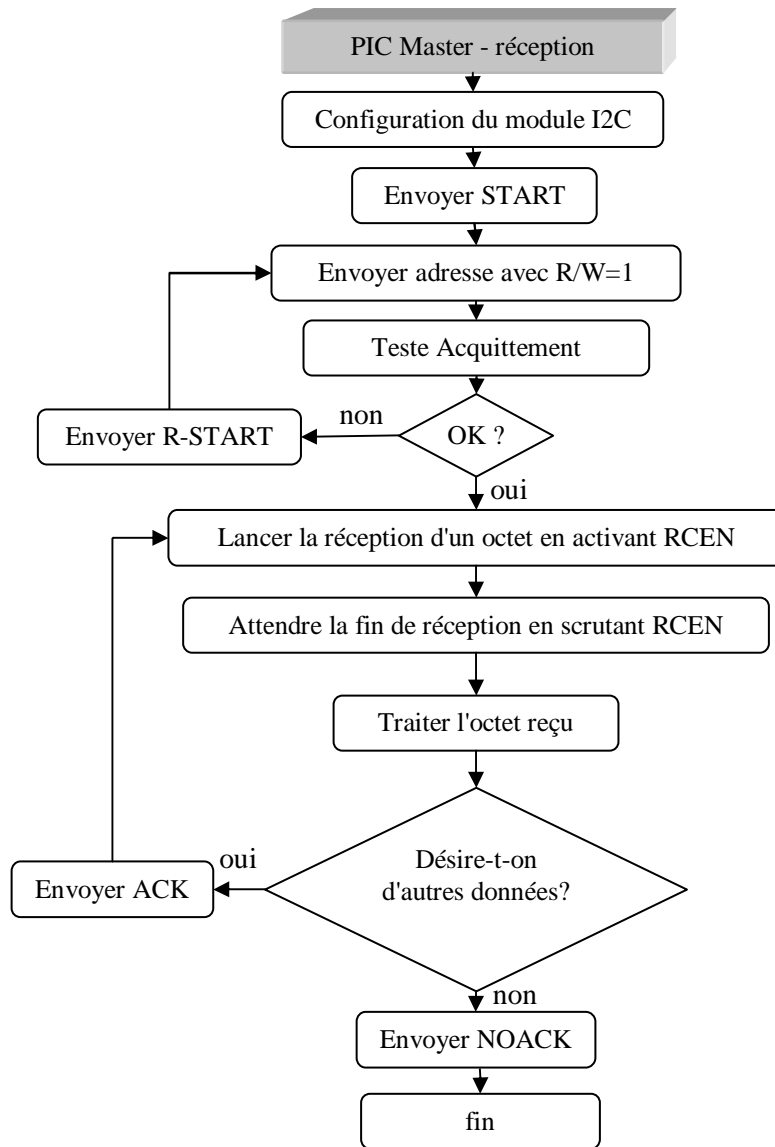 PIC Master - réception
Configuration du module I2C
Envoyer START
Envoyer adresse avec R/W=1
Teste Acquittement
non
Envoyer R-START
OK ?
oui
Lancer la réception d'un octet en activant RCEN
Attendre la fin de réception en scrutant RCEN
Traiter l'octet reçu
oui
Désire-t-on
d'autres données?
Envoyer ACK
non
Envoyer NOACK
fin